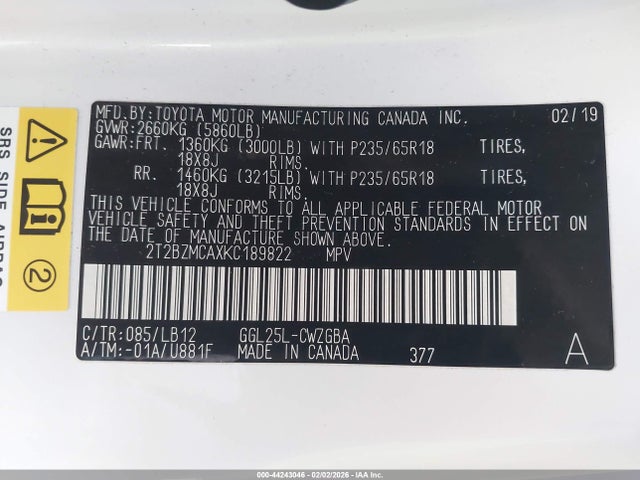 MFD.BY:TOYOTA MOTOR MANUFACTURING CANADA INC. 02/19
GVWR:2660KG (5860LB)
GAWR:FRT. 1360KG (3000LB) WITH P235/65R18 TIRES,
18X8J RIMS.
RR. 1460KG (3215LB) WITH P235/65R18 TIRES,
18X8J RIMS.
THIS VEHICLE CONFORMS TO ALL APPLICABLE FEDERAL MOTOR
VEHICLE SAFETY AND THEFT PREVENTION STANDARDS IN EFFECT ON
THE DATE OF MANUFACTURE SHOWN ABOVE.
2T2BZMCAXKC189822 MPV
C/TR:085/LB12 GGL25L-CWZGBA
A/TM:-01A/U881F MADE IN CANADA 377 A
SRS SIDE AIRBAG
2
000-44243046 - 02/02/2026 - IAA Inc.